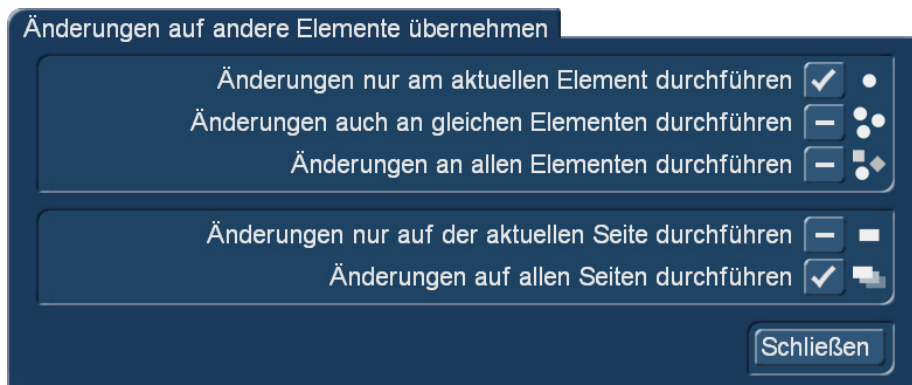 Änderungen auf andere Elemente übernehmen
Änderungen nur am aktuellen Element durchführen
Änderungen auch an gleichen Elementen durchführen
Änderungen an allen Elementen durchführen
Änderungen nur auf der aktuellen Seite durchführen
Änderungen auf allen Seiten durchführen
Schließen